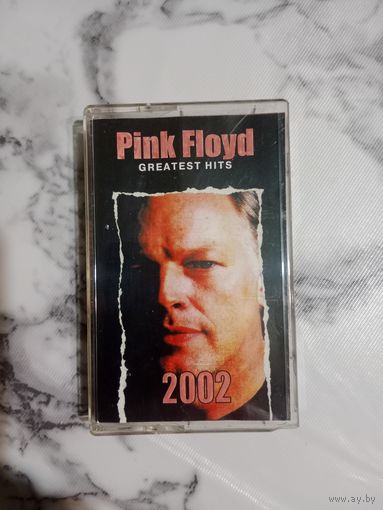 Pink Floyd
GREATEST HITS
2002
www.ay.by